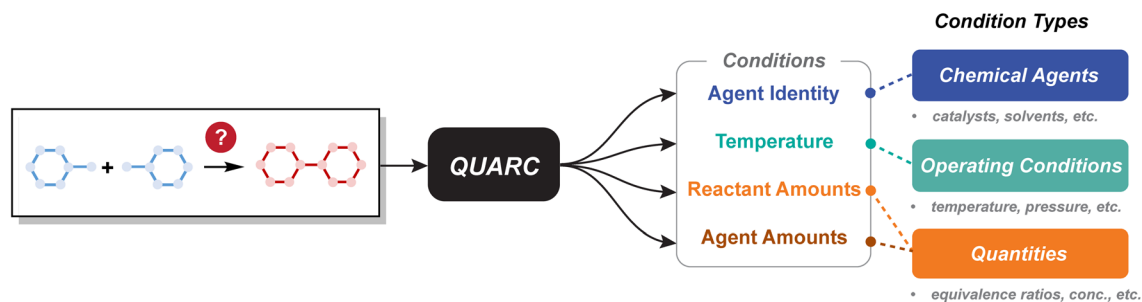 Condition Types
Conditions
Agent Identity
Temperature
Reactant Amounts
Agent Amounts
?
+
QUARC
Chemical Agents
• catalysts, solvents, etc.
Operating Conditions
• temperature, pressure, etc.
Quantities
• equivalence ratios, conc., etc.